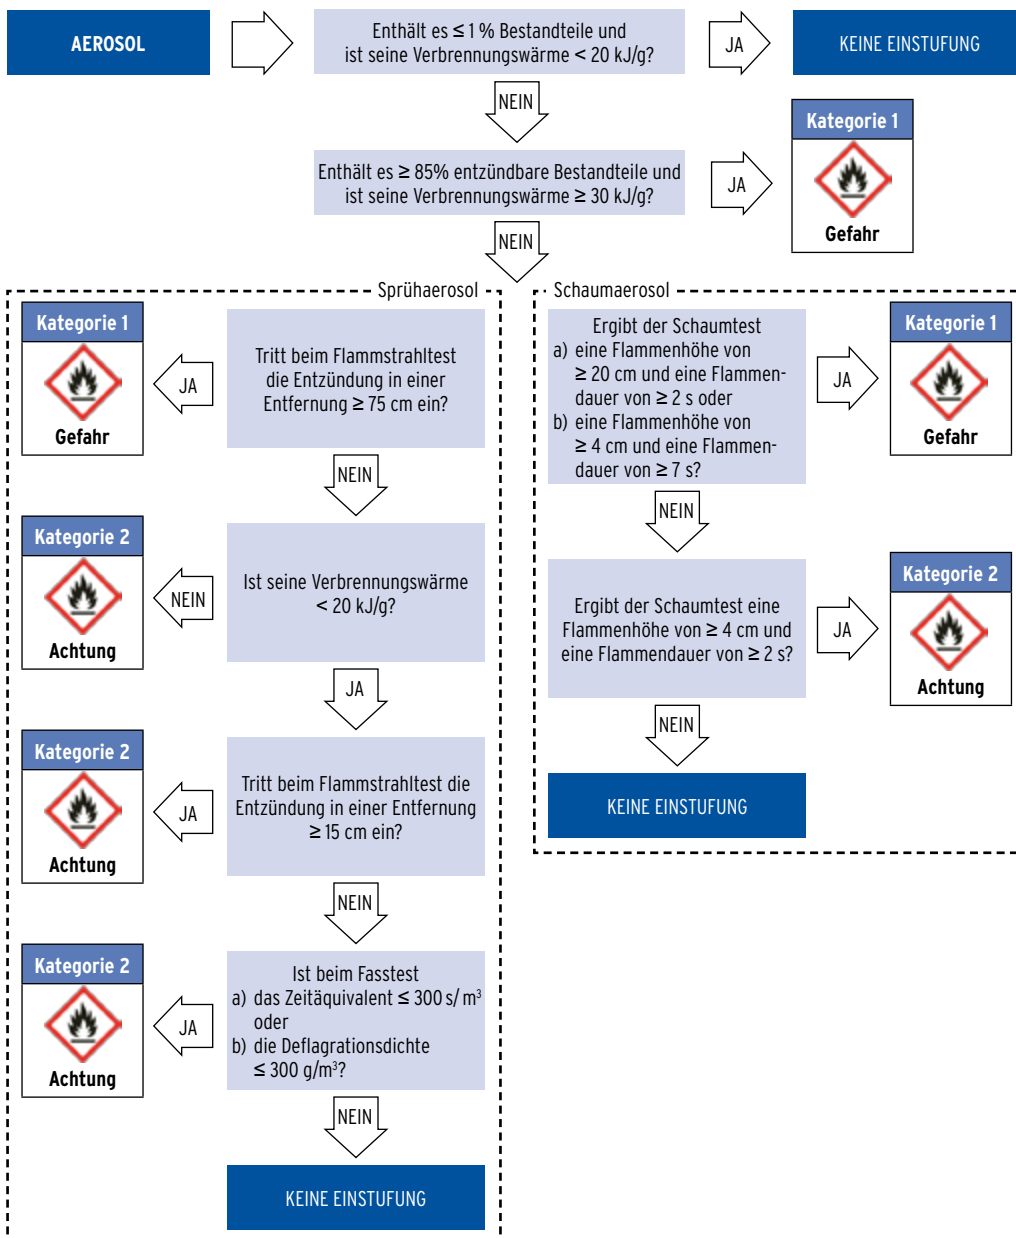 AEROSOL
Enthält es ≤ 1 % Bestandteile und
ist seine Verbrennungswärme < 20 kJ/g?
JA
KEINE EINSTUFUNG
NEIN
Kategorie 1
Gefahr
Enthält es ≥ 85% entzündbare Bestandteile und
ist seine Verbrennungswärme ≥ 30 kJ/g?
JA
NEIN
Sprühaerosol
Kategorie 1
Gefahr
JA
Tritt beim Flammstrahltest
die Entzündung in einer
Entfernung ≥ 75 cm ein?
NEIN
Kategorie 2
Achtung
NEIN
Ist seine Verbrennungswärme
< 20 kJ/g?
JA
Kategorie 2
Achtung
JA
Tritt beim Flammstrahltest die
Entzündung in einer Entfernung
≥ 15 cm ein?
NEIN
Kategorie 2
Achtung
JA
Ist beim Fasstest
a) das Zeitäquivalent ≤ 300 s/ m³
oder
b) die Deflagrationsdichte
≤ 300 g/m³?
NEIN
KEINE EINSTUFUNG
Schaumaerosol
Ergibt der Schaumtest
a) eine Flammenhöhe von
≥ 20 cm und eine Flammen-
dauer von ≥ 2 s oder
b) eine Flammenhöhe von
≥ 4 cm und eine Flammen-
dauer von ≥ 7 s?
JA
Kategorie 1
Gefahr
NEIN
Ergibt der Schaumtest eine
Flammenhöhe von ≥ 4 cm und
eine Flammendauer von ≥ 2 s?
JA
Kategorie 2
Achtung
NEIN
KEINE EINSTUFUNG